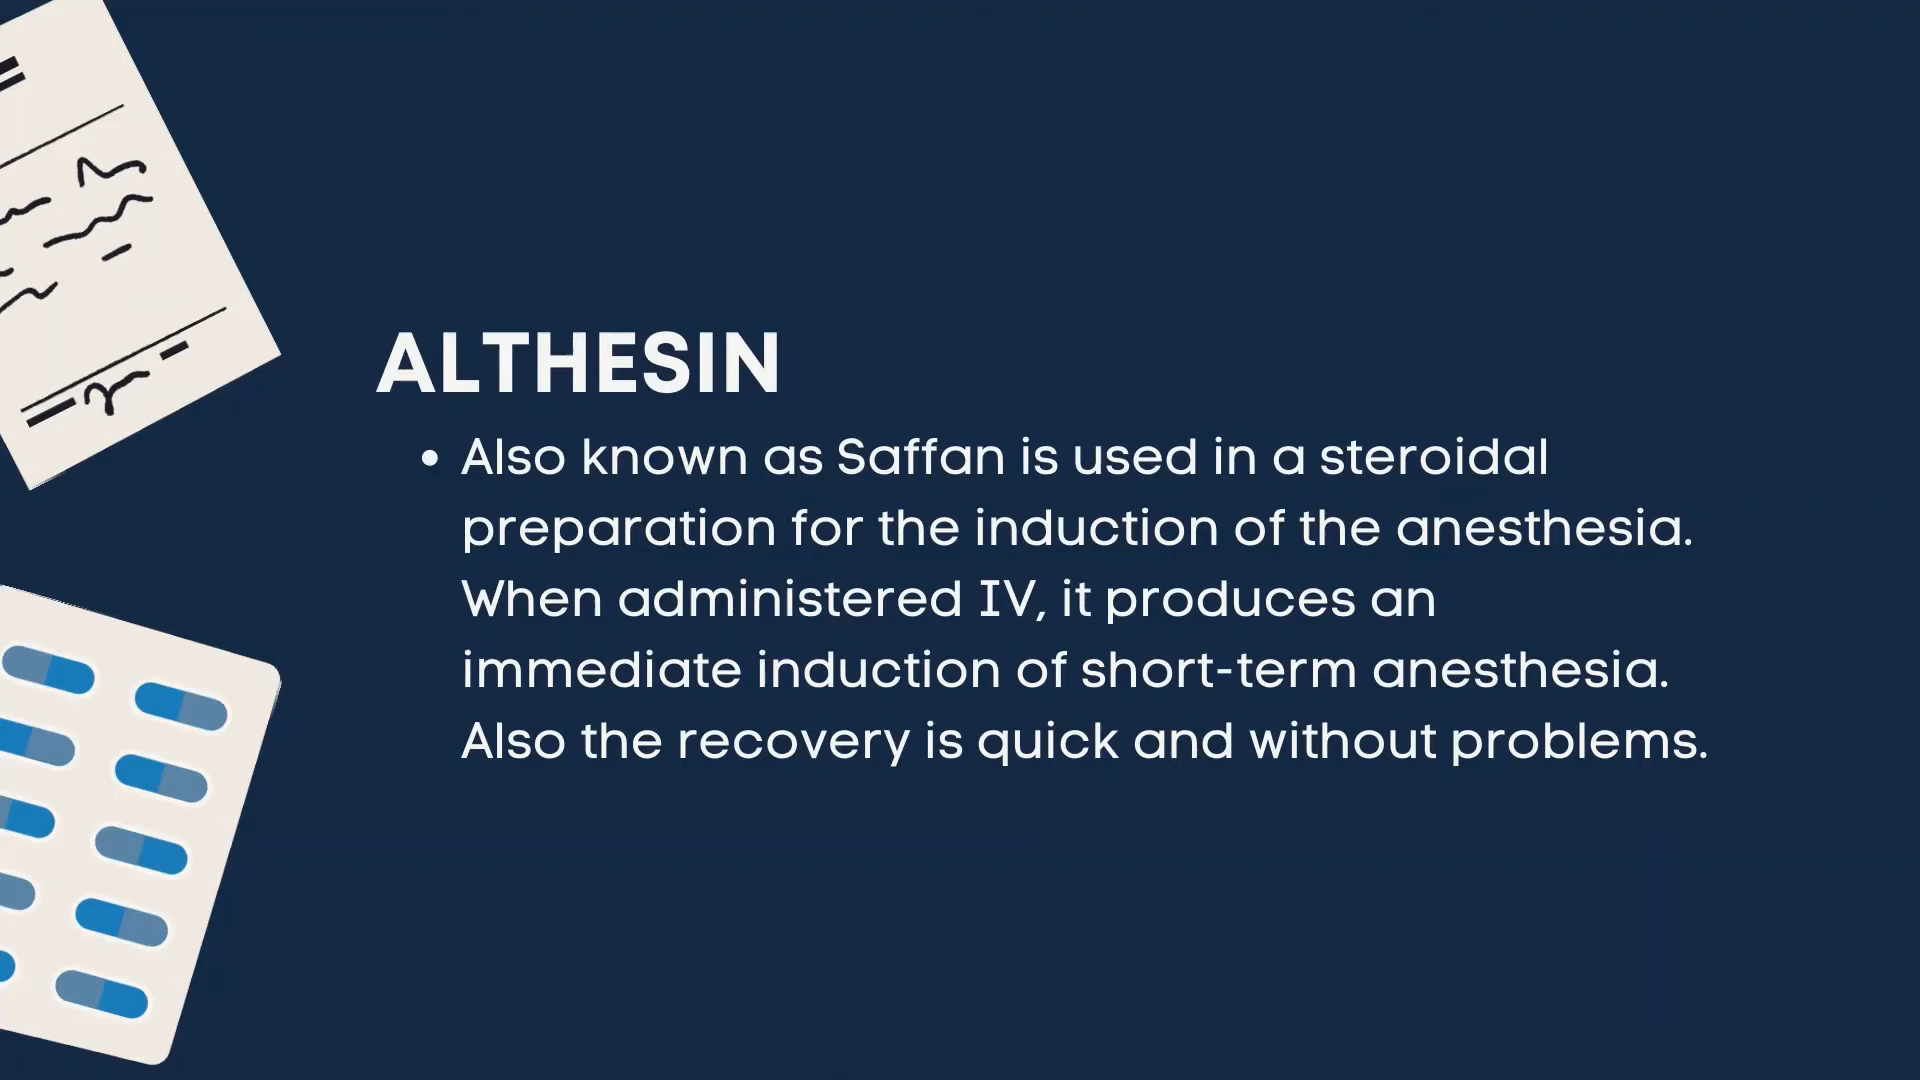 ALTHESIN
• Also known as Saffan is used in a steroidal
preparation for the induction of the anesthesia.
When administered IV, it produces an
immediate induction of short-term anesthesia.
Also the recovery is quick and without problems.